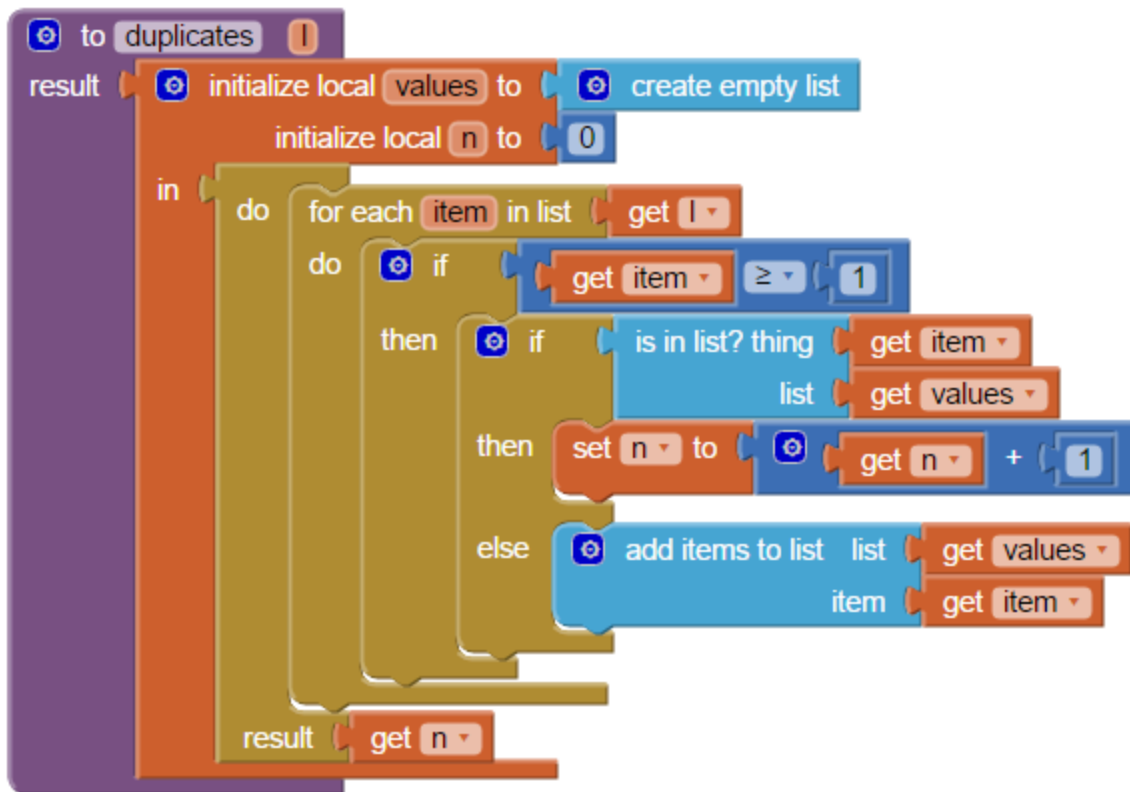 to duplicates l
result initialize local values to create empty list
initialize local n to 0
in
do for each item in list get l
do if get item ≥ 1
then if is in list? thing get item
list get values
then set n to get n + 1
else add items to list list get values
item get item
result get n